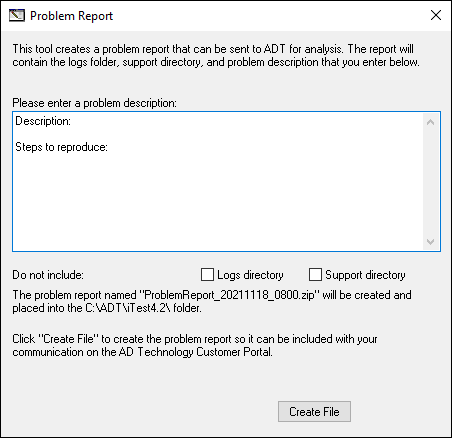 Problem Report
This tool creates a problem report that can be sent to ADT for analysis. The report will
contain the logs folder, support directory, and problem description that you enter below.
Please enter a problem description:
Description:
Steps to reproduce:
Do not include:
Logs directory
Support directory
The problem report named "ProblemReport_20211118_0800.zip" will be created and
placed into the C:\ADT\iTest4.2\ folder.
Click "Create File" to create the problem report so it can be included with your
communication on the AD Technology Customer Portal.
Create File